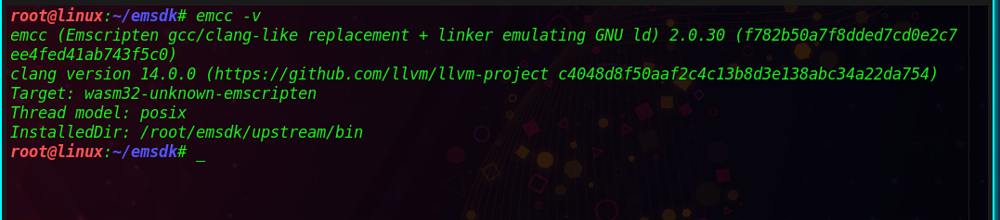 root@linux:~/emsdk# emcc -v
emcc (Emscripten gcc/clang-like replacement + linker emulating GNU ld) 2.0.30 (f782b50a7f8dded7cd0e2c7
ee4fed41ab743f5c0)
clang version 14.0.0 (https://github.com/llvm/llvm-project c4048d8f50aaf2c4c13b8d3e138abc34a22da754)
Target: wasm32-unknown-emscripten
Thread model: posix
InstalledDir: /root/emsdk/upstream/bin
root@linux:~/emsdk# _